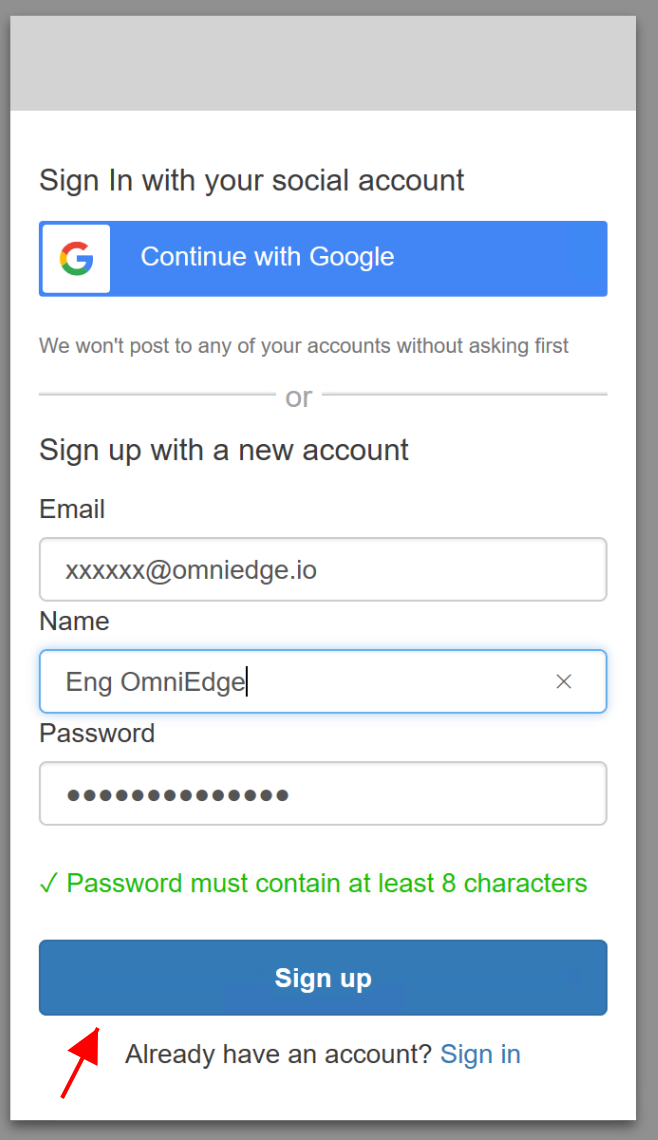 Sign In with your social account
Continue with Google
We won't post to any of your accounts without asking first
or
Sign up with a new account
Email
xxxxxx@omniedge.io
Name
Eng OmniEdge
Password
✓ Password must contain at least 8 characters
Sign up
Already have an account? Sign in